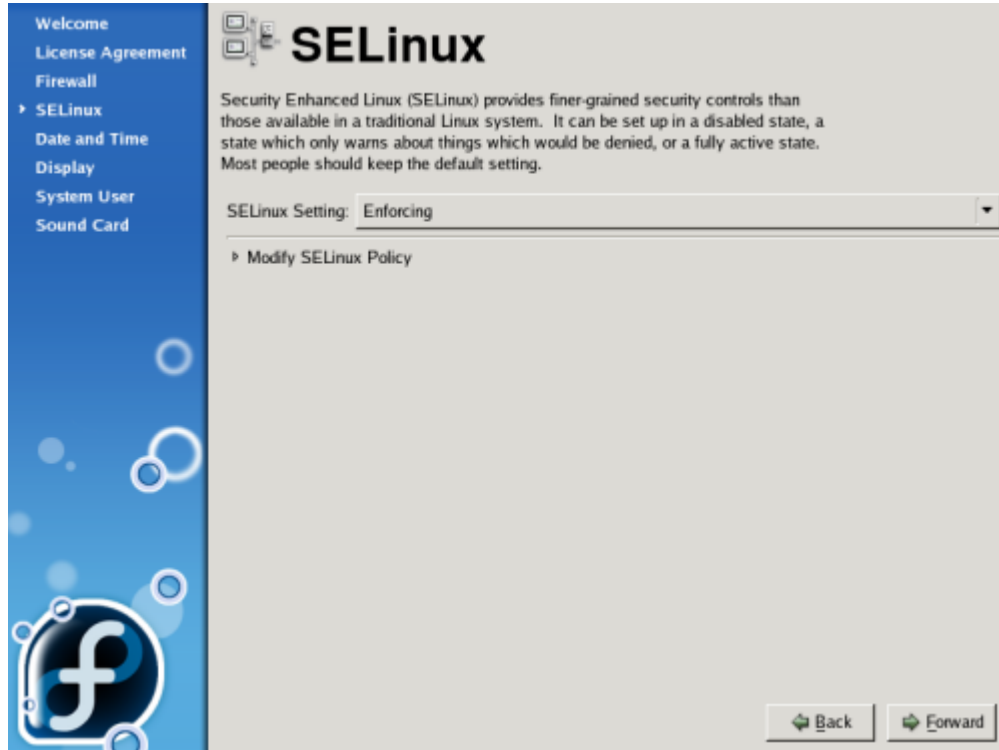 Welcome
License Agreement
Firewall
SELinux
Date and Time
Display
System User
Sound Card
SELinux
Security Enhanced Linux (SELinux) provides finer-grained security controls than
those available in a traditional Linux system. It can be set up in a disabled state, a
state which only warns about things which would be denied, or a fully active state.
Most people should keep the default setting.
SELinux Setting: Enforcing
Modify SELinux Policy
Back
Forward